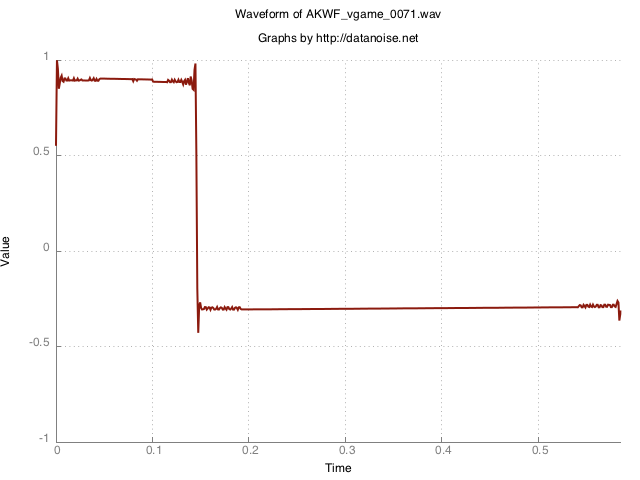 Waveform of AKWF_vgame_0071.wav
Graphs by http://datanoise.net
1
0.5
0
-0.5
-1
Value
0 0.1 0.2 0.3 0.4 0.5
Time